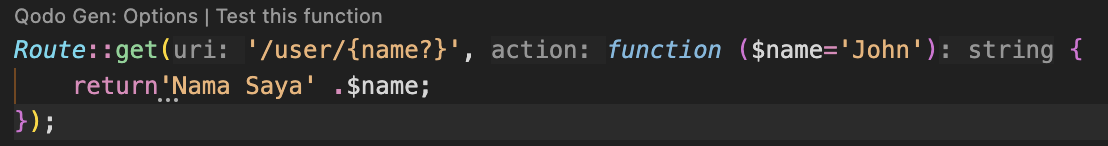 Qodo Gen: Options | Test this function
Route::get(uri: '/user/{name?}', action: function ($name='John'): string {
    return'Nama Saya' .$name;
});